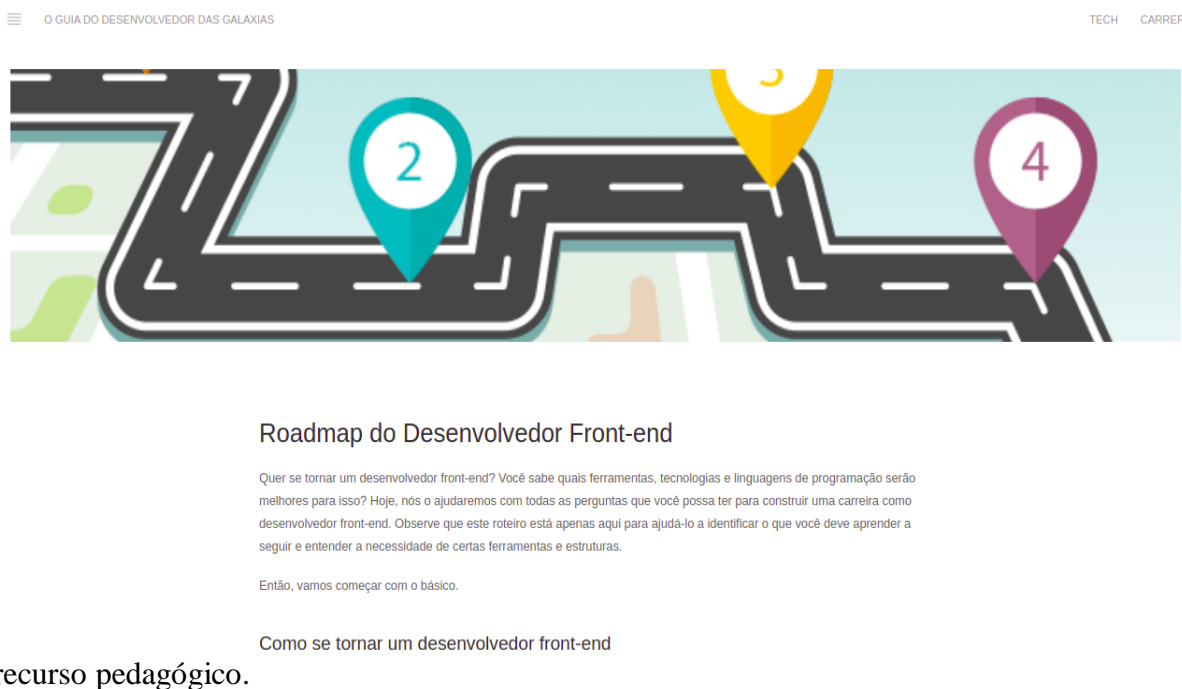 O GUIA DO DESENVOLVEDOR DAS GALAXIAS
TECH CARRER
2
3
4
Roadmap do Desenvolvedor Front-end
Quer se tornar um desenvolvedor front-end? Você sabe quais ferramentas, tecnologias e linguagens de programação serão
melhores para isso? Hoje, nós o ajudaremos com todas as perguntas que você possa ter para construir uma carreira como
desenvolvedor front-end. Observe que este roteiro está apenas aqui para ajudá-lo a identificar o que você deve aprender a
seguir e entender a necessidade de certas ferramentas e estruturas.
Então, vamos começar com o básico.
Como se tornar um desenvolvedor front-end
recurso pedagógico.